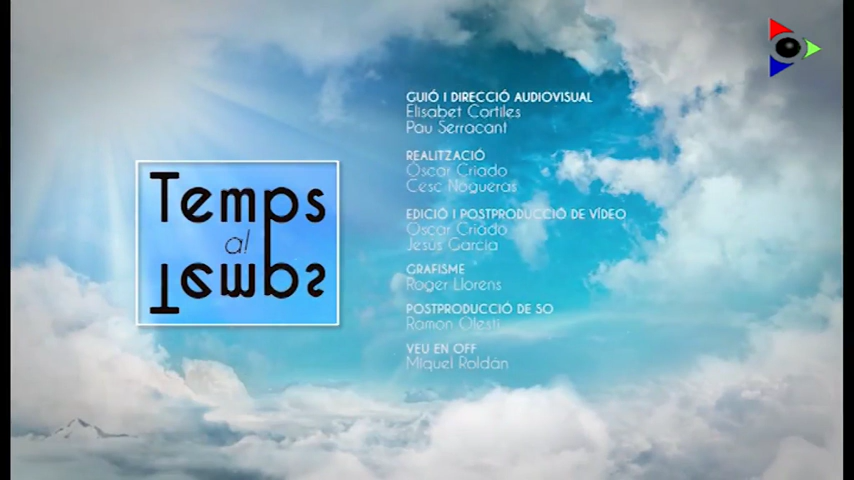 Temps
al
Temps
GUIÓ I DIRECCIÓ AUDIOVISUAL
Elisabet Cortiles
Pau Serracant
REALITZACIÓ
Òscar Criado
Cesc Nogueras
EDICIÓ I POSTPRODUCCIÓ DE VÍDEO
Òscar Criado
Jesús García
GRAFISME
Roger Llorens
POSTPRODUCCIÓ DE SO
Ramon Olesti
VEU EN OFF
Miquel Roldán